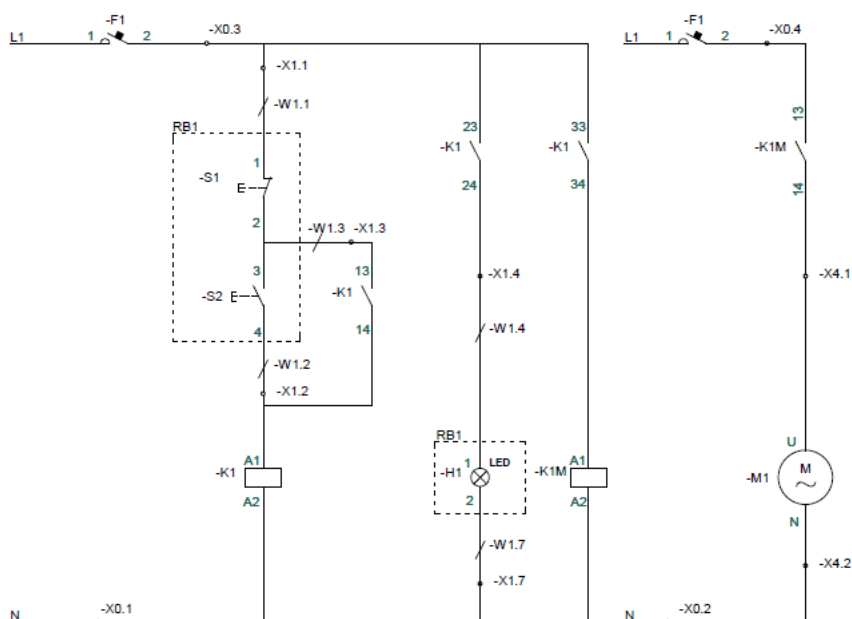 -F1
L1
1
2
-X0.3
-X1.1
-W1.1
RB1
1
-S1
2
-W1.3
-X1.3
3
13
-S2
-K1
4
14
-W1.2
-X1.2
A1
-K1
A2
23
-K1
24
33
-K1
34
-X1.4
-W1.4
RB1
1
LED
-H1
2
-W1.7
-X1.7
A1
-K1M
A2
N
-X0.1
-F1
L1
1
2
-X0.4
13
-K1M
14
-X4.1
U
M
-M1
N
-X4.2
N
-X0.2